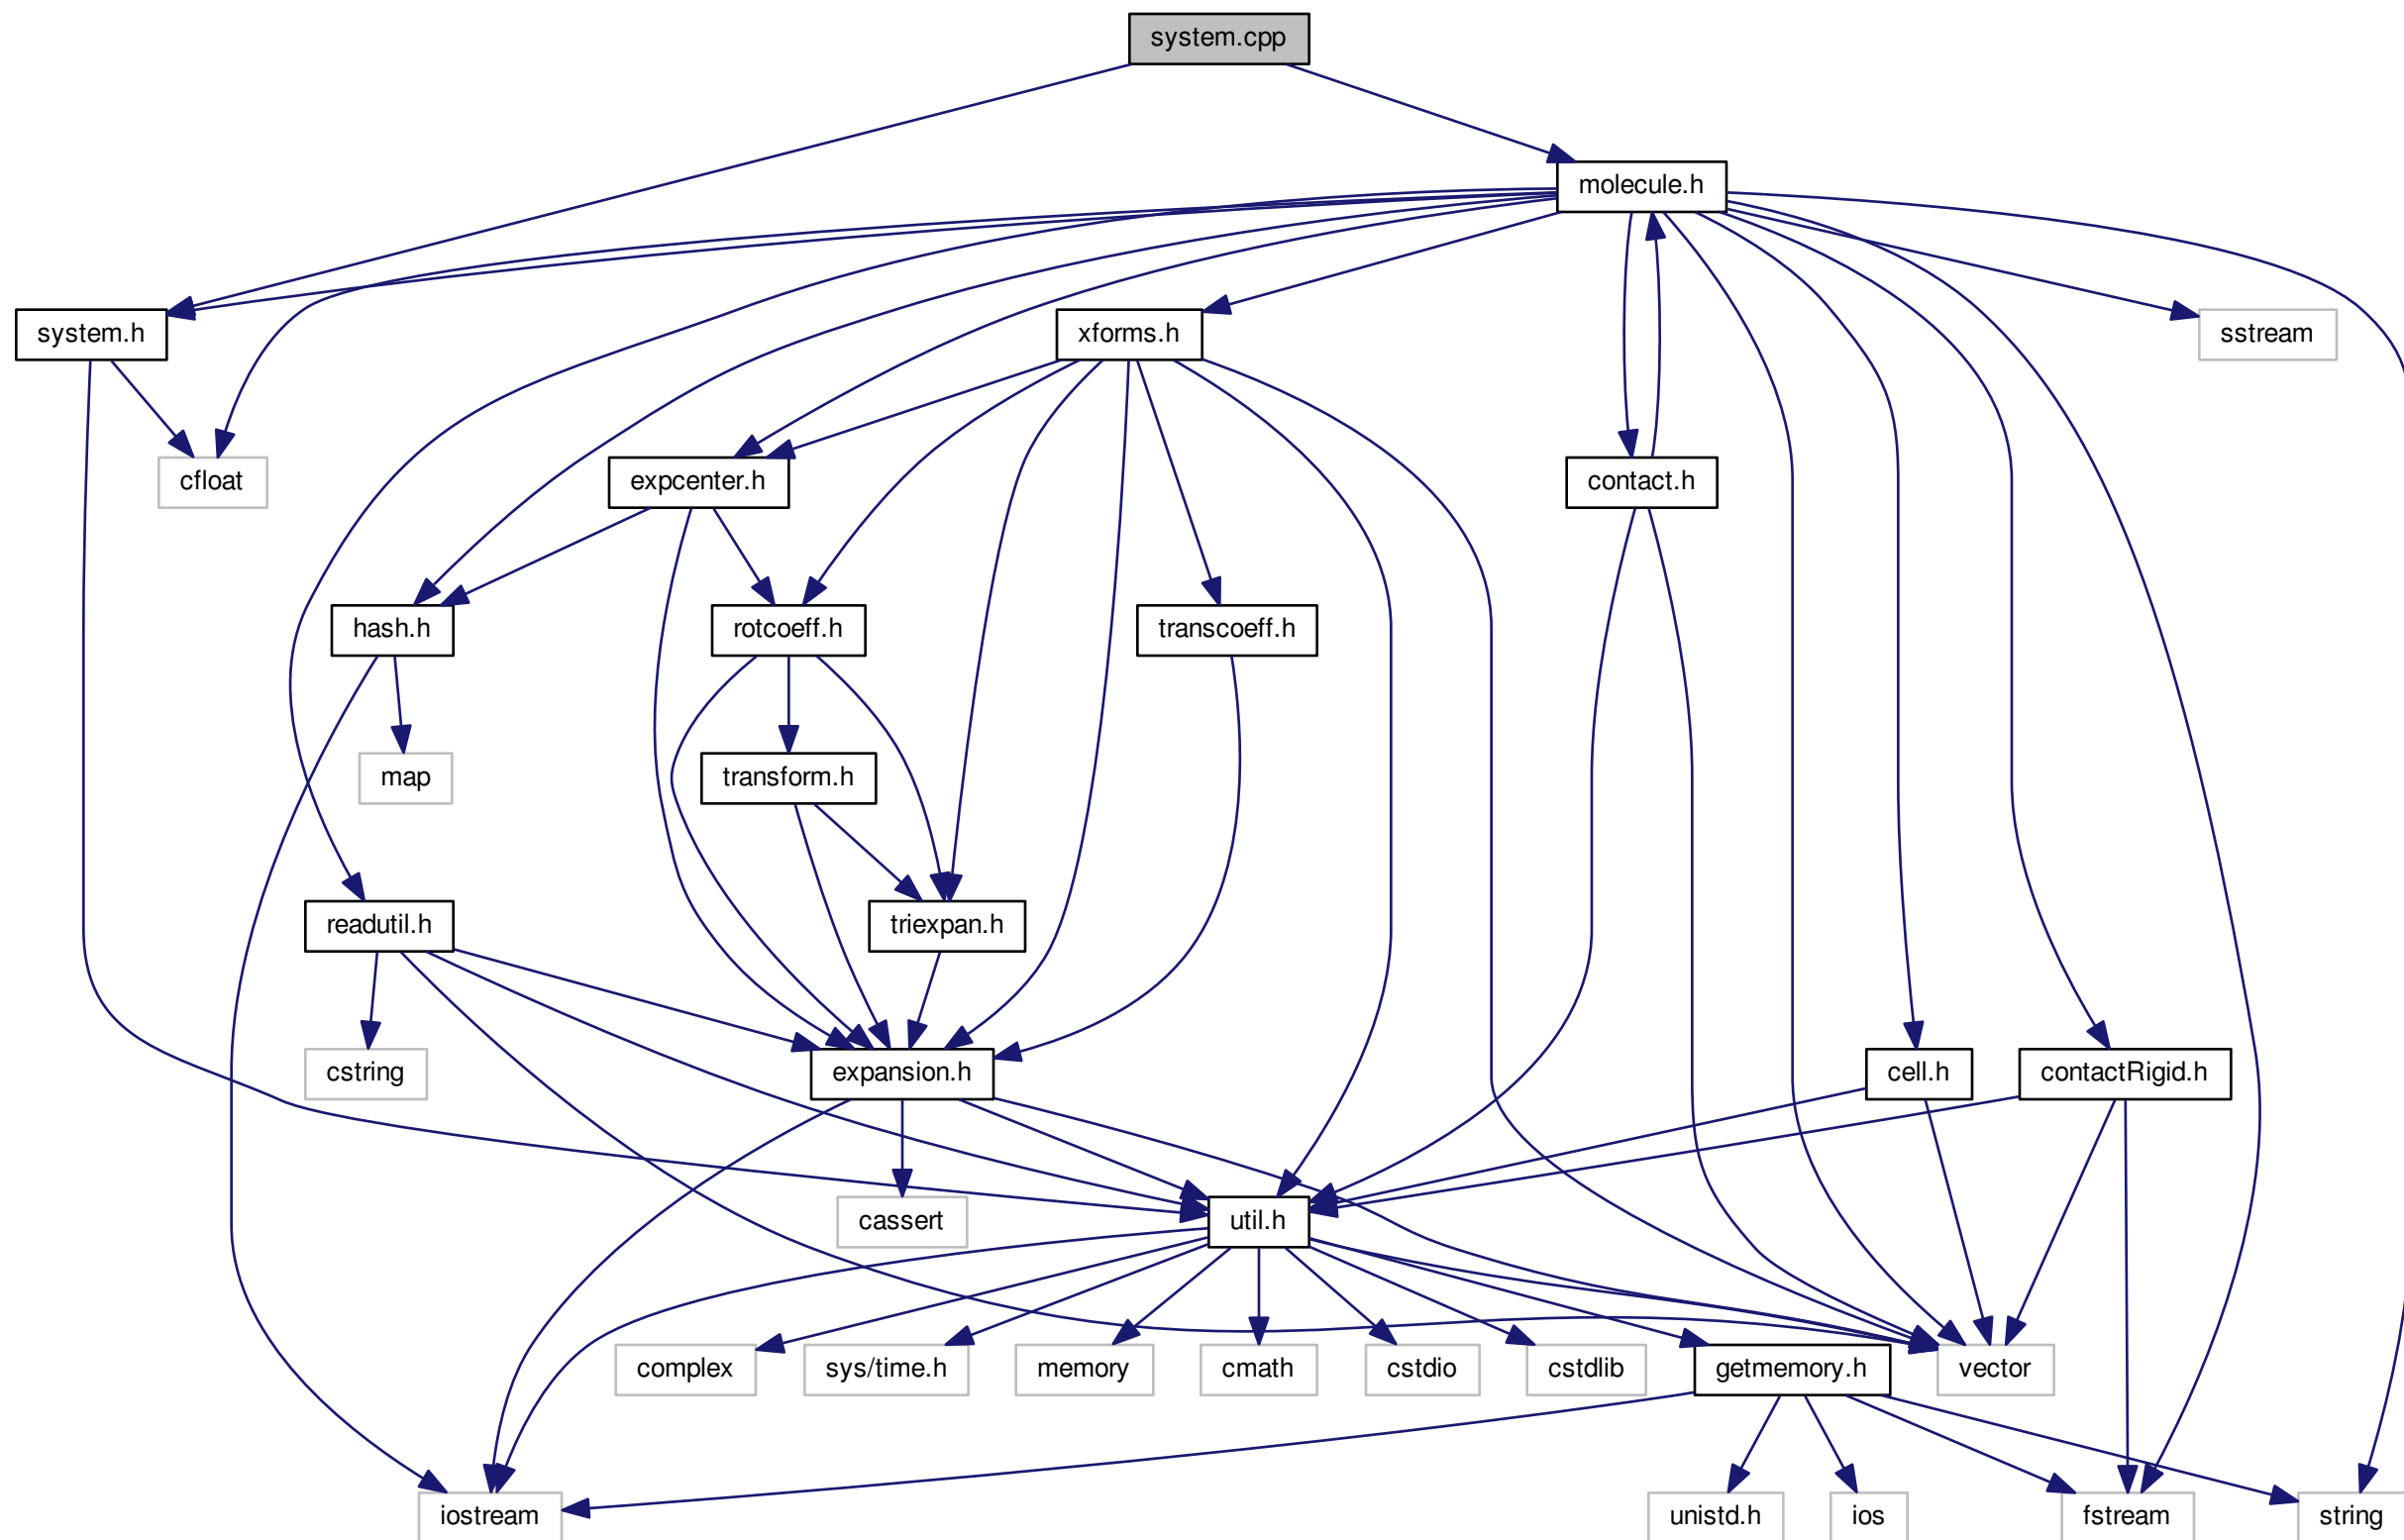 system.cpp
molecule.h
system.h
xforms.h
sstream
cfloat
expcenter.h
contact.h
hash.h
rotcoeff.h
transcoeff.h
map
transform.h
readutil.h
triexpan.h
cstring
expansion.h
cell.h
contactRigid.h
cassert
util.h
complex
sys/time.h
memory
cmath
cstdio
cstdlib
getmemory.h
vector
iostream
unistd.h
ios
fstream
string